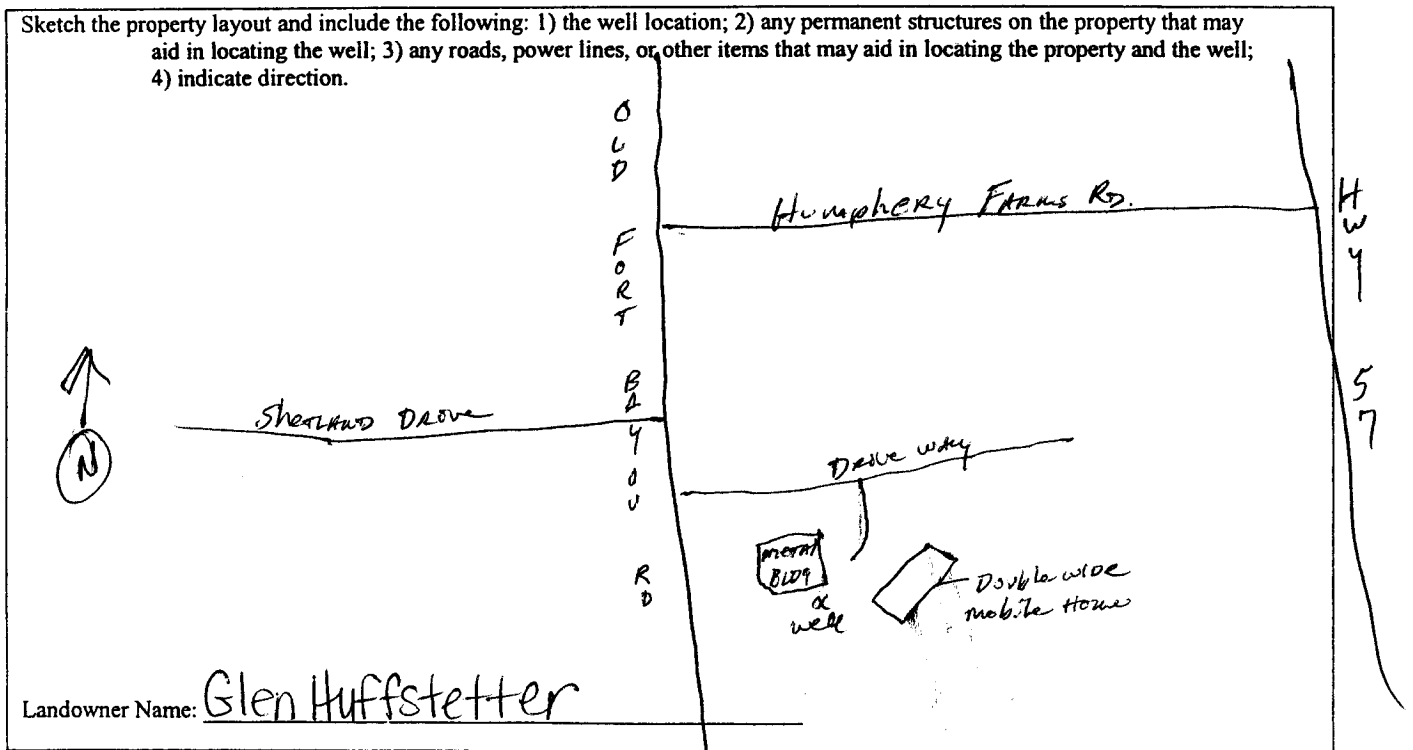 Sketch the property layout and include the following: 1) the well location; 2) any permanent structures on the property that may
aid in locating the well; 3) any roads, power lines, or other items that may aid in locating the property and the well;
4) indicate direction.
OLD FORT BAYOU RD
Humphery Farms Rd.
HWY 57
N
Shetland Drove
Drive way
metal
BLDG
well
Double wide
mobile Home
Landowner Name: Glen Huffstetter